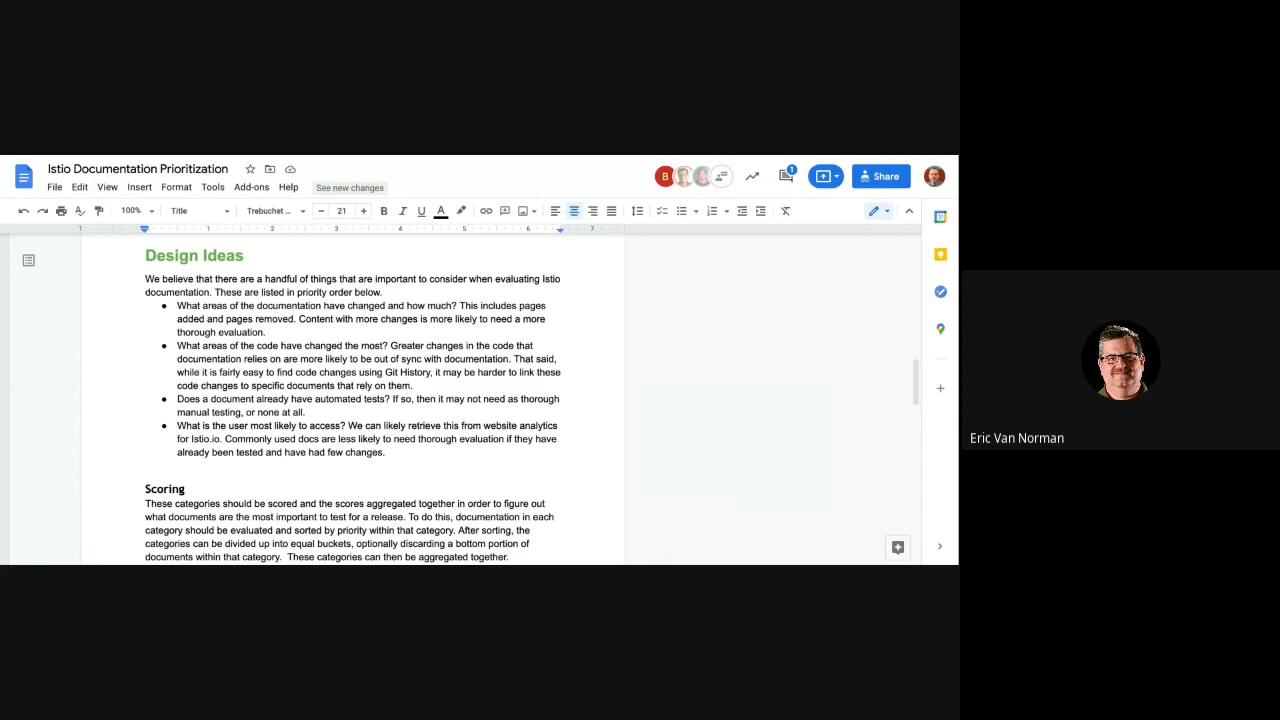 Istio Documentation Prioritization
File Edit View Insert Format Tools Add-ons Help See new changes
B
1
Share
100% Title Trebuchet ... 21 B I U A
1 1 2 3 4 5 6 7
Design Ideas
We believe that there are a handful of things that are important to consider when evaluating Istio
documentation. These are listed in priority order below.
● What areas of the documentation have changed and how much? This includes pages
added and pages removed. Content with more changes is more likely to need a more
thorough evaluation.
● What areas of the code have changed the most? Greater changes in the code that
documentation relies on are more likely to be out of sync with documentation. That said,
while it is fairly easy to find code changes using Git History, it may be harder to link these
code changes to specific documents that rely on them.
● Does a document already have automated tests? If so, then it may not need as thorough
manual testing, or none at all.
● What is the user most likely to access? We can likely retrieve this from website analytics
for Istio.io. Commonly used docs are less likely to need thorough evaluation if they have
already been tested and have had few changes.
Scoring
These categories should be scored and the scores aggregated together in order to figure out
what documents are the most important to test for a release. To do this, documentation in each
category should be evaluated and sorted by priority within that category. After sorting, the
categories can be divided up into equal buckets, optionally discarding a bottom portion of
documents within that category. These categories can then be aggregated together.
Eric Van Norman